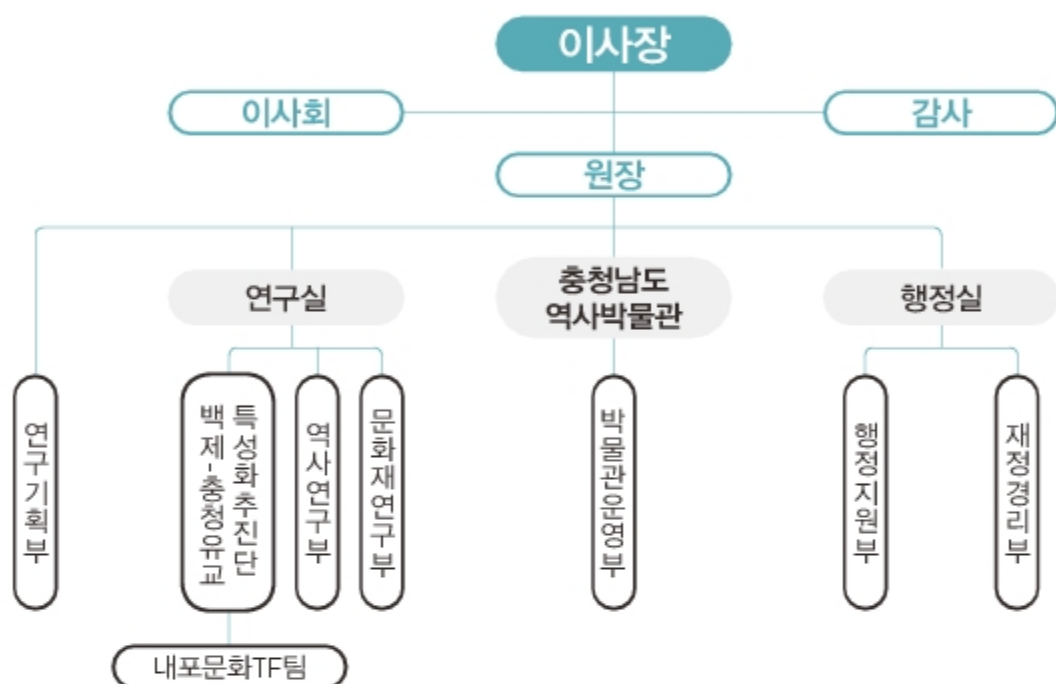 이사장
이사회
감사
원장
연구실
충청남도
역사박물관
행정실
연구기획부
백제-충청유교
특성화추진단
역사연구부
문화재연구부
박물관운영부
행정지원부
재정경리부
내포문화TF팀